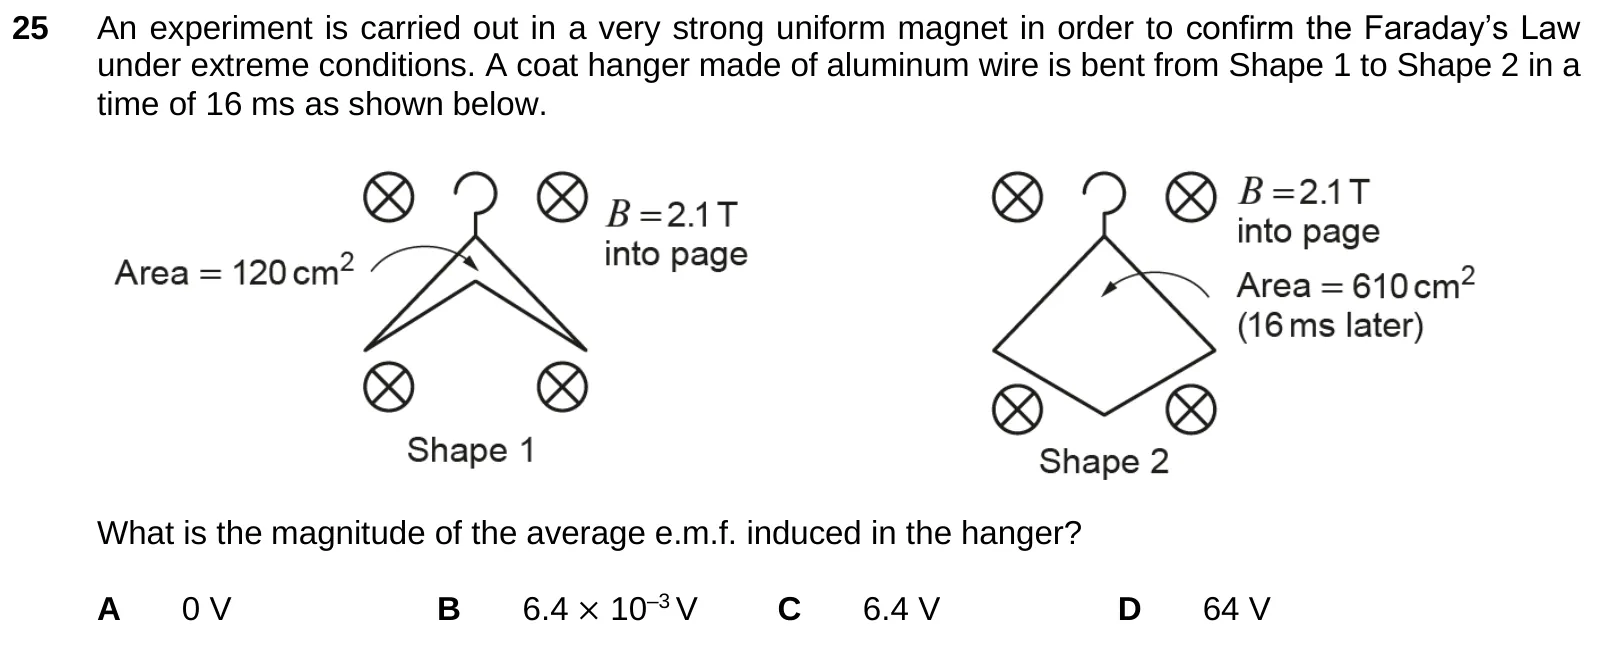 25 An experiment is carried out in a very strong uniform magnet in order to confirm the Faraday’s Law
under extreme conditions. A coat hanger made of aluminum wire is bent from Shape 1 to Shape 2 in a
time of 16 ms as shown below.
B = 2.1 T
into page
Area = 120 cm²
Shape 1
B = 2.1 T
into page
Area = 610 cm²
(16 ms later)
Shape 2
What is the magnitude of the average e.m.f. induced in the hanger?
A 0 V B 6.4 × 10⁻³ V C 6.4 V D 64 V